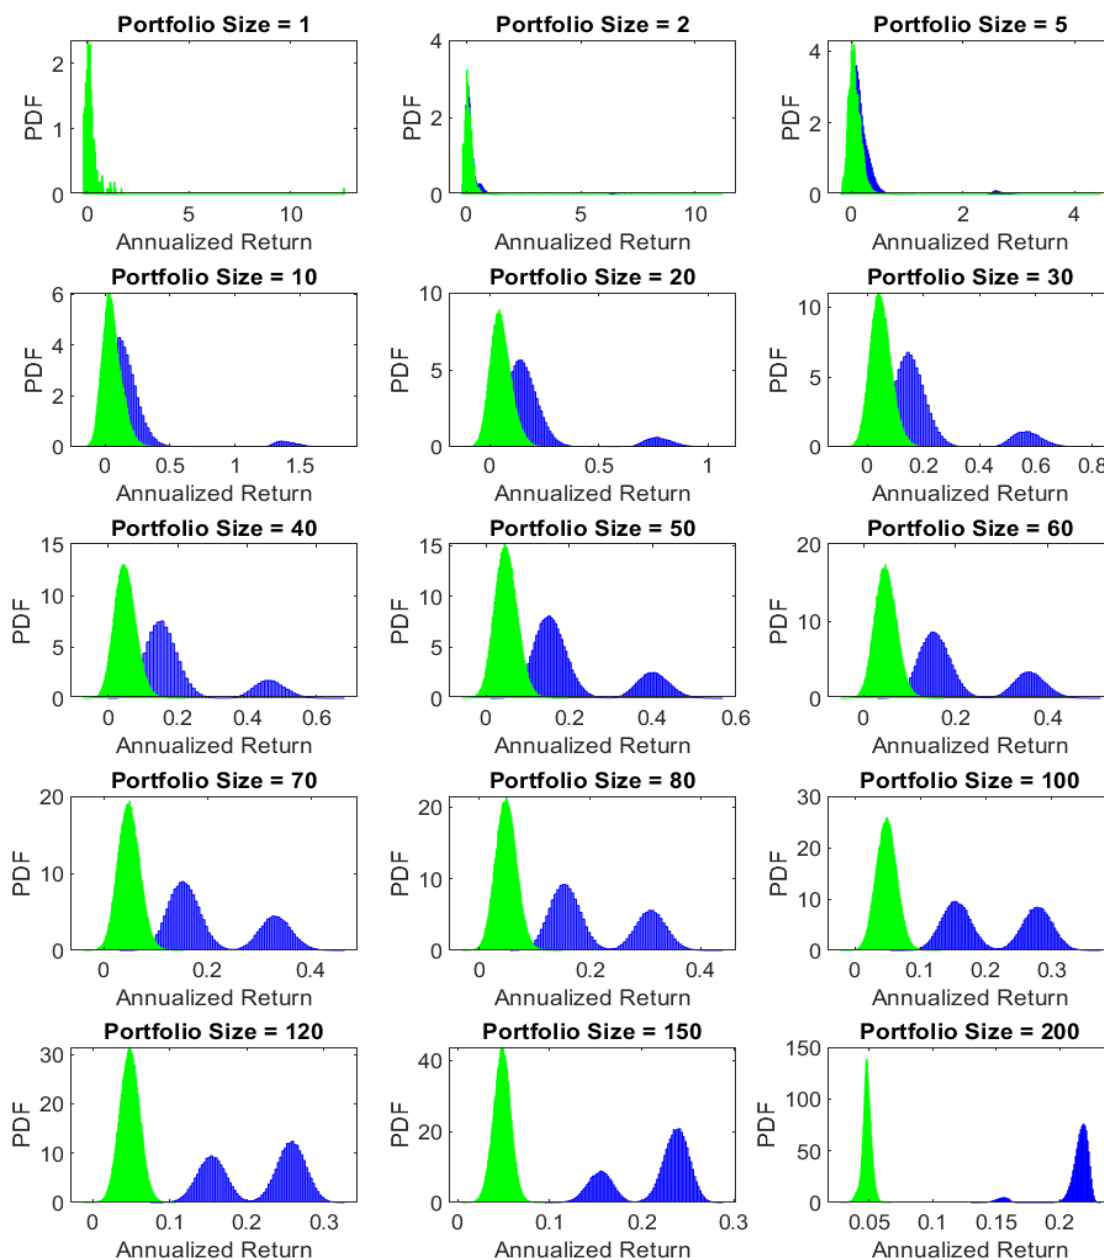 Portfolio Size = 1
Portfolio Size = 2
Portfolio Size = 5
PDF
2
1
0
0
5
10
Annualized Return
PDF
4
2
0
0
5
10
Annualized Return
PDF
4
2
0
0
2
4
Annualized Return
Portfolio Size = 10
Portfolio Size = 20
Portfolio Size = 30
PDF
6
4
2
0
0
0.5
1
1.5
Annualized Return
PDF
10
5
0
0
0.5
1
Annualized Return
PDF
10
5
0
0
0.2
0.4
0.6
0.8
Annualized Return
Portfolio Size = 40
Portfolio Size = 50
Portfolio Size = 60
PDF
15
10
5
0
0
0.2
0.4
0.6
Annualized Return
PDF
15
10
5
0
0
0.2
0.4
0.6
Annualized Return
PDF
20
10
0
0
0.2
0.4
Annualized Return
Portfolio Size = 70
Portfolio Size = 80
Portfolio Size = 100
PDF
20
10
0
0
0.2
0.4
Annualized Return
PDF
20
10
0
0
0.2
0.4
Annualized Return
PDF
30
20
10
0
0
0.1
0.2
0.3
Annualized Return
Portfolio Size = 120
Portfolio Size = 150
Portfolio Size = 200
PDF
30
20
10
0
0
0.1
0.2
0.3
Annualized Return
PDF
40
20
0
0
0.1
0.2
0.3
Annualized Return
PDF
150
100
50
0
0.05
0.1
0.15
0.2
Annualized Return